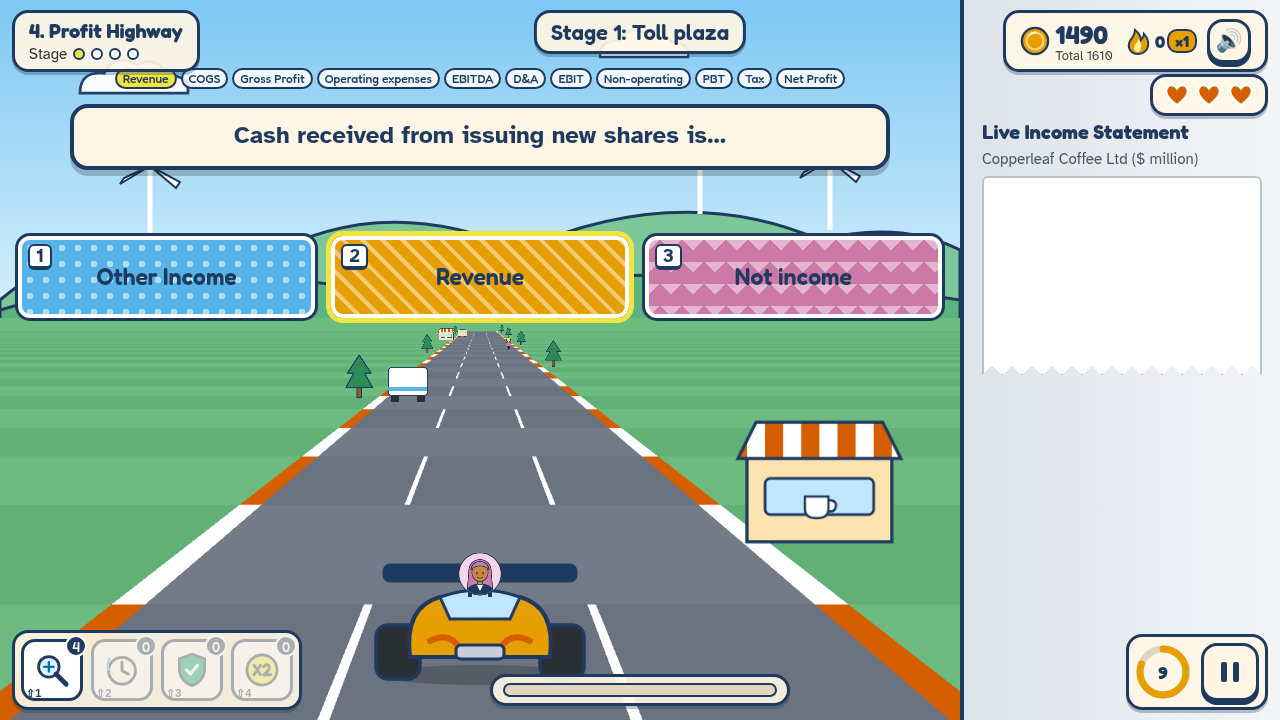 4. Profit Highway
Stage
Stage 1: Toll plaza
1490
Total 1610
0
x1
Revenue
COGS
Gross Profit
Operating expenses
EBITDA
D&A
EBIT
Non-operating
PBT
Tax
Net Profit
Cash received from issuing new shares is...
Live Income Statement
Copperleaf Coffee Ltd ($ million)
1
Other Income
2
Revenue
3
Not income
4
⇧1
0
⇧2
0
⇧3
0
X2
⇧4
9